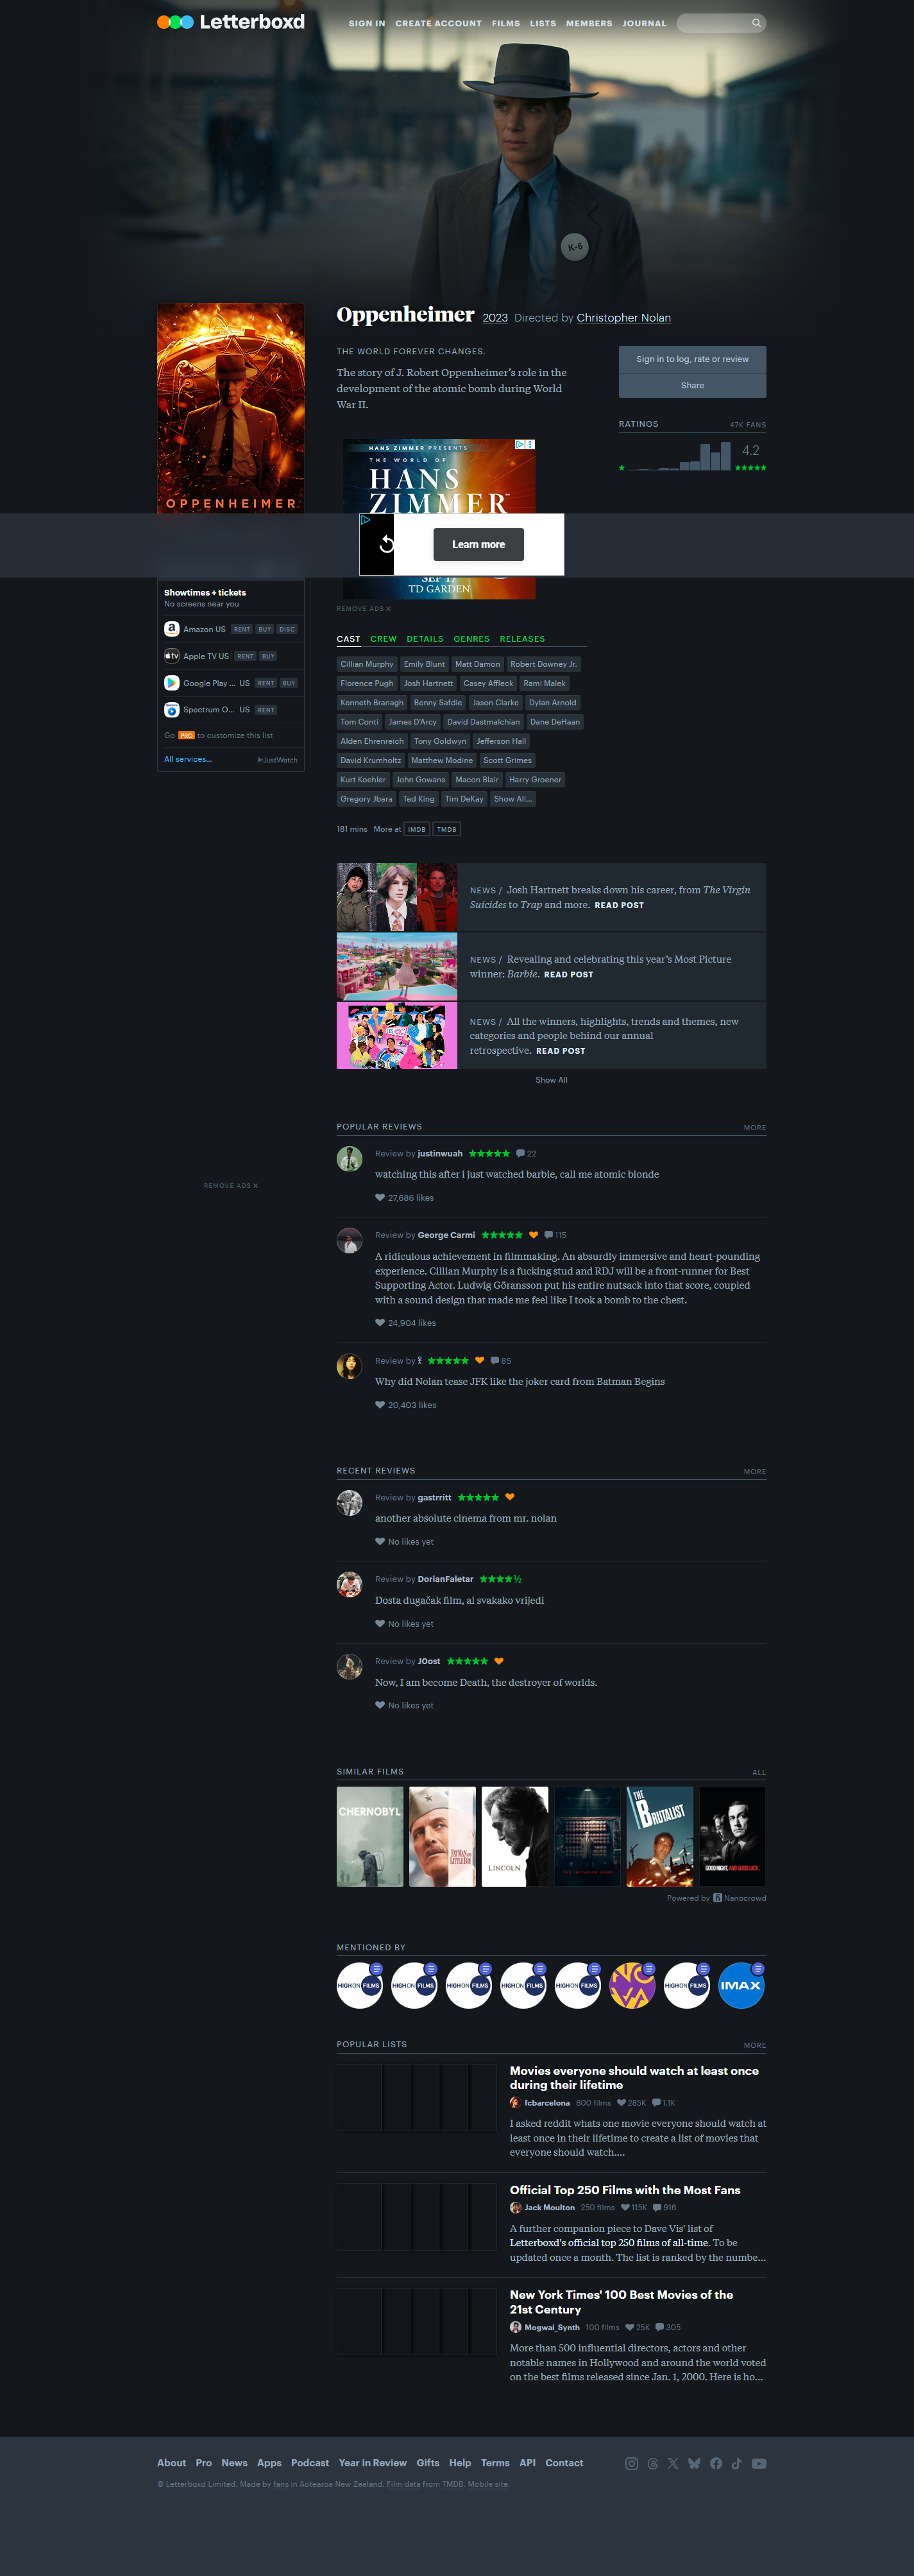 Letterboxd
SIGN IN CREATE ACCOUNT FILMS LISTS MEMBERS JOURNAL
K-6
OPPENHEIMER
Oppenheimer 2023 Directed by Christopher Nolan
THE WORLD FOREVER CHANGES.
The story of J. Robert Oppenheimer’s role in the
development of the atomic bomb during World
War II.
Sign in to log, rate or review
Share
RATINGS 47K FANS
4.2
HANS ZIMMER PRESENTS
THE WORLD OF
HANS
ZIMMER
Learn more
TD GARDEN
REMOVE ADS
Showtimes + tickets
No screens near you
Amazon US RENT BUY DISC
Apple TV US RENT BUY
Google Play … US RENT BUY
Spectrum O… US RENT
Go PRO to customize this list
All services…
JustWatch
CAST CREW DETAILS GENRES RELEASES
Cillian Murphy Emily Blunt Matt Damon Robert Downey Jr.
Florence Pugh Josh Hartnett Casey Affleck Rami Malek
Kenneth Branagh Benny Safdie Jason Clarke Dylan Arnold
Tom Conti James D'Arcy David Dastmalchian Dane DeHaan
Alden Ehrenreich Tony Goldwyn Jefferson Hall
David Krumholtz Matthew Modine Scott Grimes
Kurt Koehler John Gowans Macon Blair Harry Groener
Gregory Jbara Ted King Tim DeKay Show All…
181 mins More at IMDB TMDB
NEWS / Josh Hartnett breaks down his career, from The Virgin
Suicides to Trap and more. READ POST
NEWS / Revealing and celebrating this year’s Most Picture
winner: Barbie. READ POST
NEWS / All the winners, highlights, trends and themes, new
categories and people behind our annual
retrospective. READ POST
Show All
POPULAR REVIEWS MORE
Review by justinwuah ★★★★★ 22
watching this after i just watched barbie, call me atomic blonde
27,686 likes
REMOVE ADS
Review by George Carmi ★★★★★ 115
A ridiculous achievement in filmmaking. An absurdly immersive and heart-pounding
experience. Cillian Murphy is a fucking stud and RDJ will be a front-runner for Best
Supporting Actor. Ludwig Göransson put his entire nutsack into that score, coupled
with a sound design that made me feel like I took a bomb to the chest.
24,904 likes
Review by ★★★★★ 85
Why did Nolan tease JFK like the joker card from Batman Begins
20,403 likes
RECENT REVIEWS MORE
Review by gastrritt ★★★★★
another absolute cinema from mr. nolan
No likes yet
Review by DorianFaletar ★★★★½
Dosta dugačak film, al svakako vrijedi
No likes yet
Review by J0ost ★★★★★
Now, I am become Death, the destroyer of worlds.
No likes yet
SIMILAR FILMS ALL
CHERNOBYL
FAT MAN AND LITTLE BOY
LINCOLN
THE IMITATION GAME
THE BRUTALIST
GOOD NIGHT, AND GOOD LUCK.
Powered by Nanocrowd
MENTIONED BY
HIGH ON FILMS HIGH ON FILMS HIGH ON FILMS HIGH ON FILMS HIGH ON FILMS HIGH ON FILMS IMAX
POPULAR LISTS MORE
Movies everyone should watch at least once
during their lifetime
fcbarcelona 800 films 285K 1.1K
I asked reddit whats one movie everyone should watch at
least once in their lifetime to create a list of movies that
everyone should watch.…
Official Top 250 Films with the Most Fans
Jack Moulton 250 films 115K 916
A further companion piece to Dave Vis' list of
Letterboxd's official top 250 films of all-time. To be
updated once a month. The list is ranked by the numbe…
New York Times' 100 Best Movies of the
21st Century
Mogwai_Synth 100 films 25K 305
More than 500 influential directors, actors and other
notable names in Hollywood and around the world voted
on the best films released since Jan. 1, 2000. Here is ho…
About Pro News Apps Podcast Year in Review Gifts Help Terms API Contact
© Letterboxd Limited. Made by fans in Aotearoa New Zealand. Film data from TMDB. Mobile site.